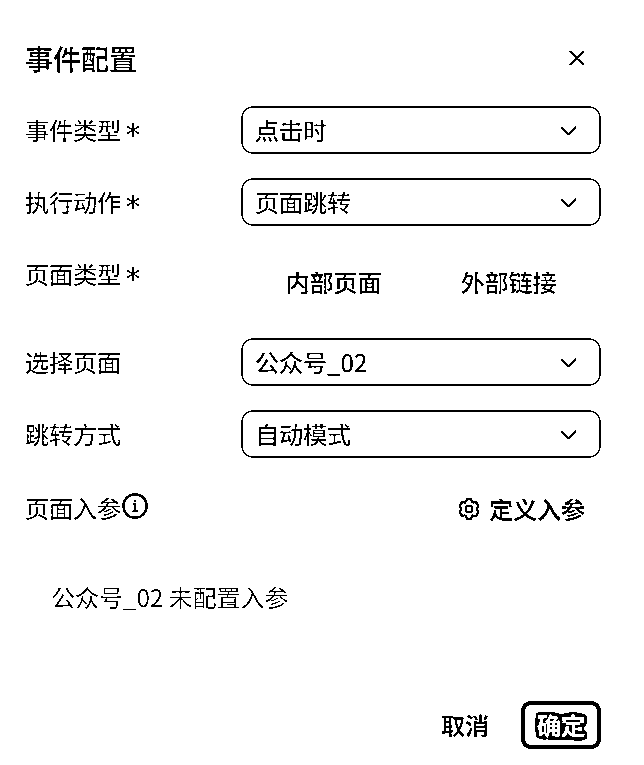 事件配置
事件类型* 点击时
执行动作* 页面跳转
页面类型* 内部页面 外部链接
选择页面 公众号_02
跳转方式 自动模式
页面入参 定义入参
公众号_02 未配置入参
取消 确定